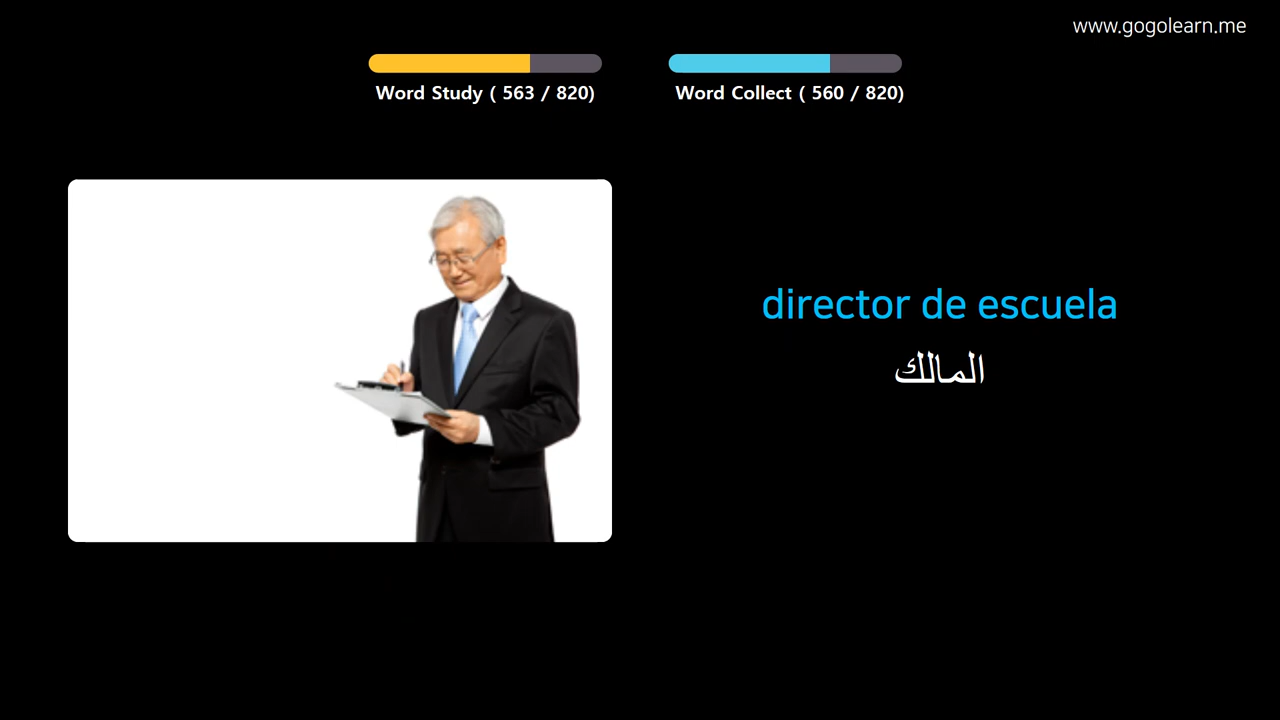 www.gogolearn.me
Word Study ( 563 / 820)
Word Collect ( 560 / 820)
director de escuela
المالك